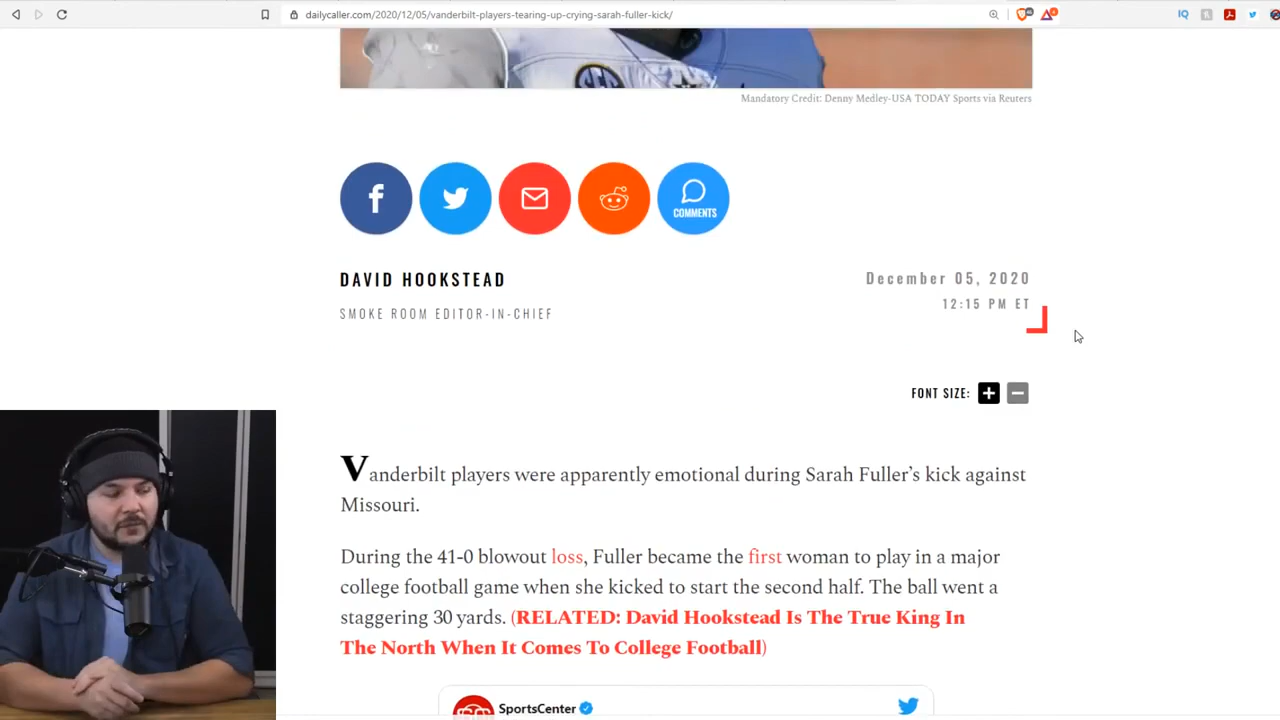 dailycaller.com/2020/12/05/vanderbilt-players-tearing-up-crying-sarah-fuller-kick/
IQ
SEC
Mandatory Credit: Denny Medley-USA TODAY Sports via Reuters
COMMENTS
DAVID HOOKSTEAD
December 05, 2020
SMOKE ROOM EDITOR-IN-CHIEF
12:15 PM ET
FONT SIZE:
Vanderbilt players were apparently emotional during Sarah Fuller’s kick against
Missouri.
During the 41-0 blowout loss, Fuller became the first woman to play in a major
college football game when she kicked to start the second half. The ball went a
staggering 30 yards. (RELATED: David Hookstead Is The True King In
The North When It Comes To College Football)
SportsCenter